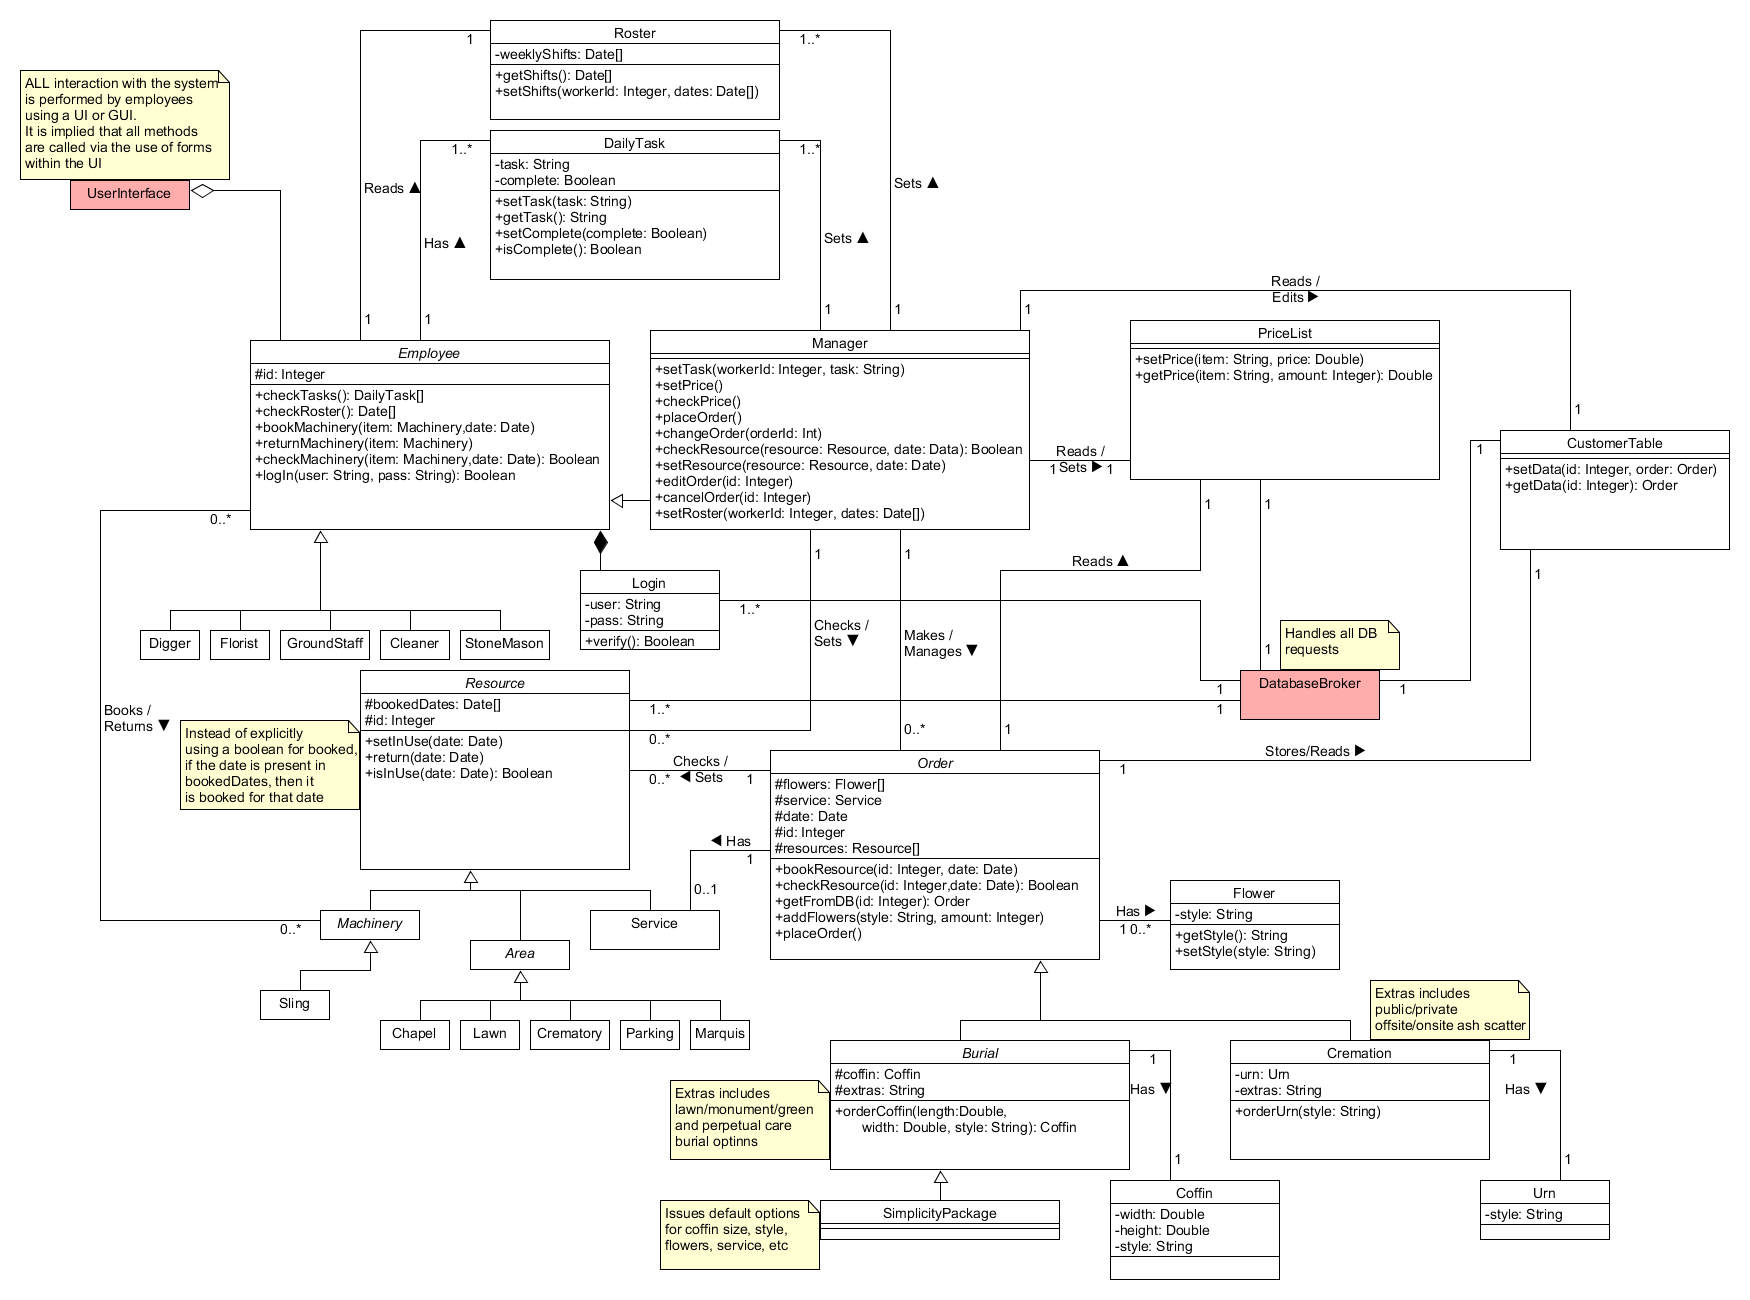 Roster
-weeklyShifts: Date[]
+getShifts(): Date[]
+setShifts(workerId: Integer, dates: Date[])
1
1..*
ALL interaction with the system
is performed by employees
using a UI or GUI.
It is implied that all methods
are called via the use of forms
within the UI
UserInterface
DailyTask
-task: String
-complete: Boolean
+setTask(task: String)
+getTask(): String
+setComplete(complete: Boolean)
+isComplete(): Boolean
1..*
1..*
Reads ▲
Has ▲
Sets ▲
Sets ▲
1
1
1
1
1
Reads /
Edits ▶
Employee
#id: Integer
+checkTasks(): DailyTask[]
+checkRoster(): Date[]
+bookMachinery(item: Machinery,date: Date)
+returnMachinery(item: Machinery)
+checkMachinery(item: Machinery,date: Date): Boolean
+logIn(user: String, pass: String): Boolean
Manager
+setTask(workerId: Integer, task: String)
+setPrice()
+checkPrice()
+placeOrder()
+changeOrder(orderId: Int)
+checkResource(resource: Resource, date: Data): Boolean
+setResource(resource: Resource, date: Date)
+editOrder(id: Integer)
+cancelOrder(id: Integer)
+setRoster(workerId: Integer, dates: Date[])
PriceList
+setPrice(item: String, price: Double)
+getPrice(item: String, amount: Integer): Double
Reads /
1 Sets ▶ 1
1
CustomerTable
+setData(id: Integer, order: Order)
+getData(id: Integer): Order
1
1
1
1
1
1
0..*
Reads ▲
1
Digger
Florist
GroundStaff
Cleaner
StoneMason
Login
-user: String
-pass: String
+verify(): Boolean
1..*
Checks /
Sets ▼
Makes /
Manages ▼
Handles all DB
requests
1
DatabaseBroker
1
1
1
Resource
#bookedDates: Date[]
#id: Integer
+setInUse(date: Date)
+return(date: Date)
+isInUse(date: Date): Boolean
1..*
0..*
Books /
Returns ▼
Instead of explicitly
using a boolean for booked,
if the date is present in
bookedDates, then it
is booked for that date
0..*
1
Checks /
0..* ◀ Sets 1
Stores/Reads ▶
1
Order
#flowers: Flower[]
#service: Service
#date: Date
#id: Integer
#resources: Resource[]
+bookResource(id: Integer, date: Date)
+checkResource(id: Integer,date: Date): Boolean
+getFromDB(id: Integer): Order
+addFlowers(style: String, amount: Integer)
+placeOrder()
◀ Has
1
0..1
Flower
-style: String
+getStyle(): String
+setStyle(style: String)
Has ▶
1 0..*
0..*
Machinery
Area
Service
Sling
Chapel
Lawn
Crematory
Parking
Marquis
Extras includes
public/private
offsite/onsite ash scatter
Burial
#coffin: Coffin
#extras: String
+orderCoffin(length:Double,
width: Double, style: String): Coffin
1
Has ▼
1
Cremation
-urn: Urn
-extras: String
+orderUrn(style: String)
1
Has ▼
1
Extras includes
lawn/monument/green
and perpetual care
burial optinns
Issues default options
for coffin size, style,
flowers, service, etc
SimplicityPackage
Coffin
-width: Double
-height: Double
-style: String
Urn
-style: String